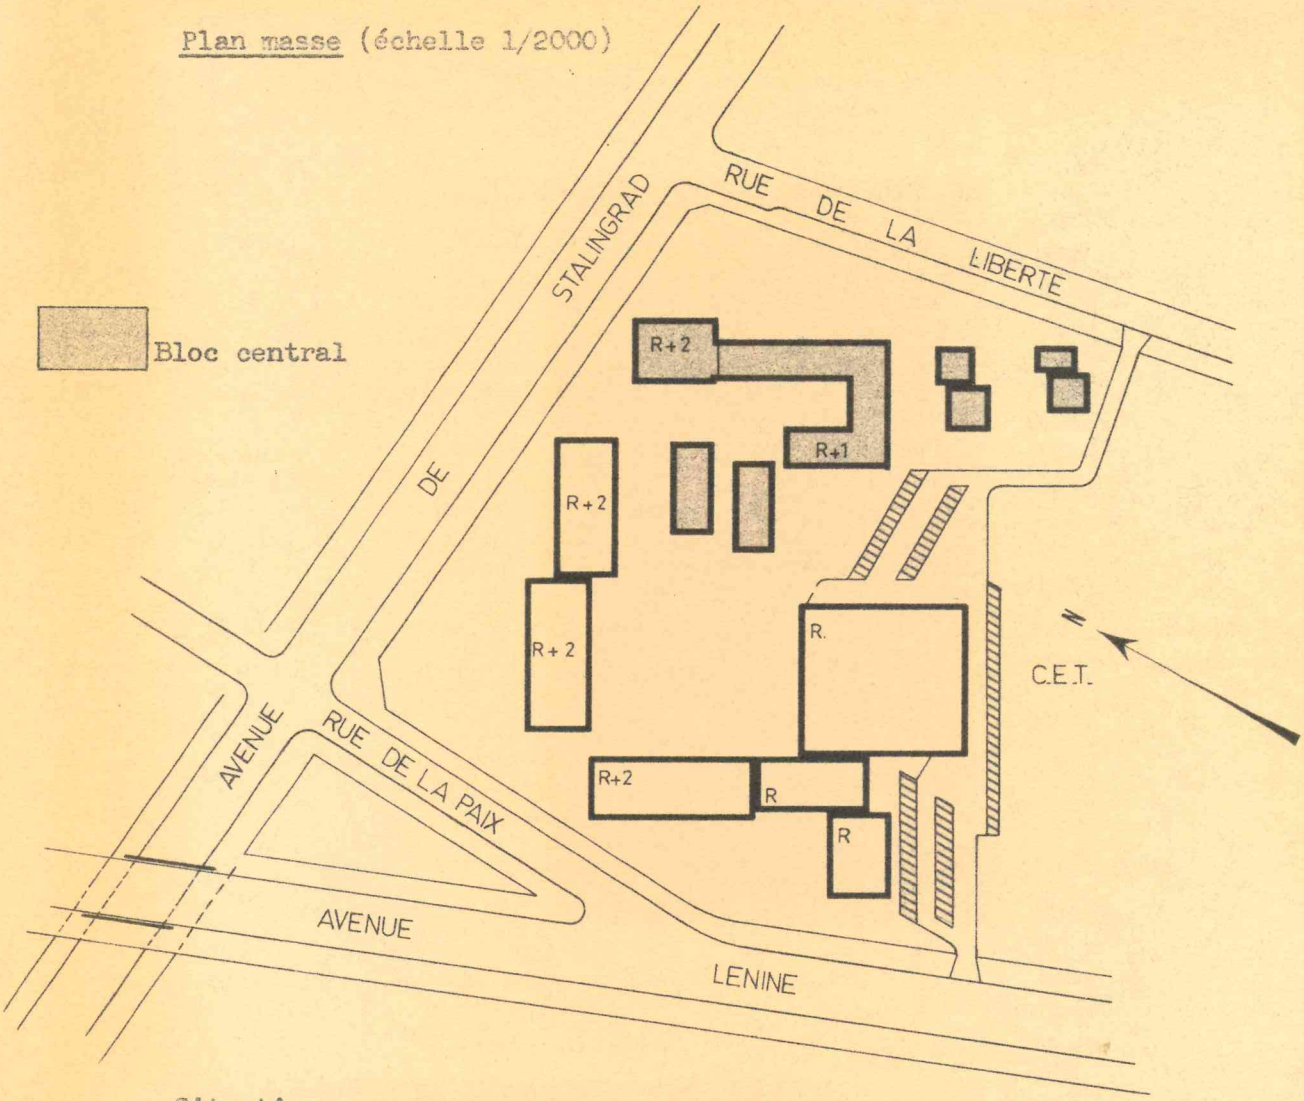 Plan masse (échelle 1/2000)
RUE DE LA LIBERTE
AVENUE DE STALINGRAD
Bloc central
R+2
R+1
R+2
R+2
R.
N
C.E.T.
RUE DE LA PAIX
R+2
R
R
AVENUE LENINE